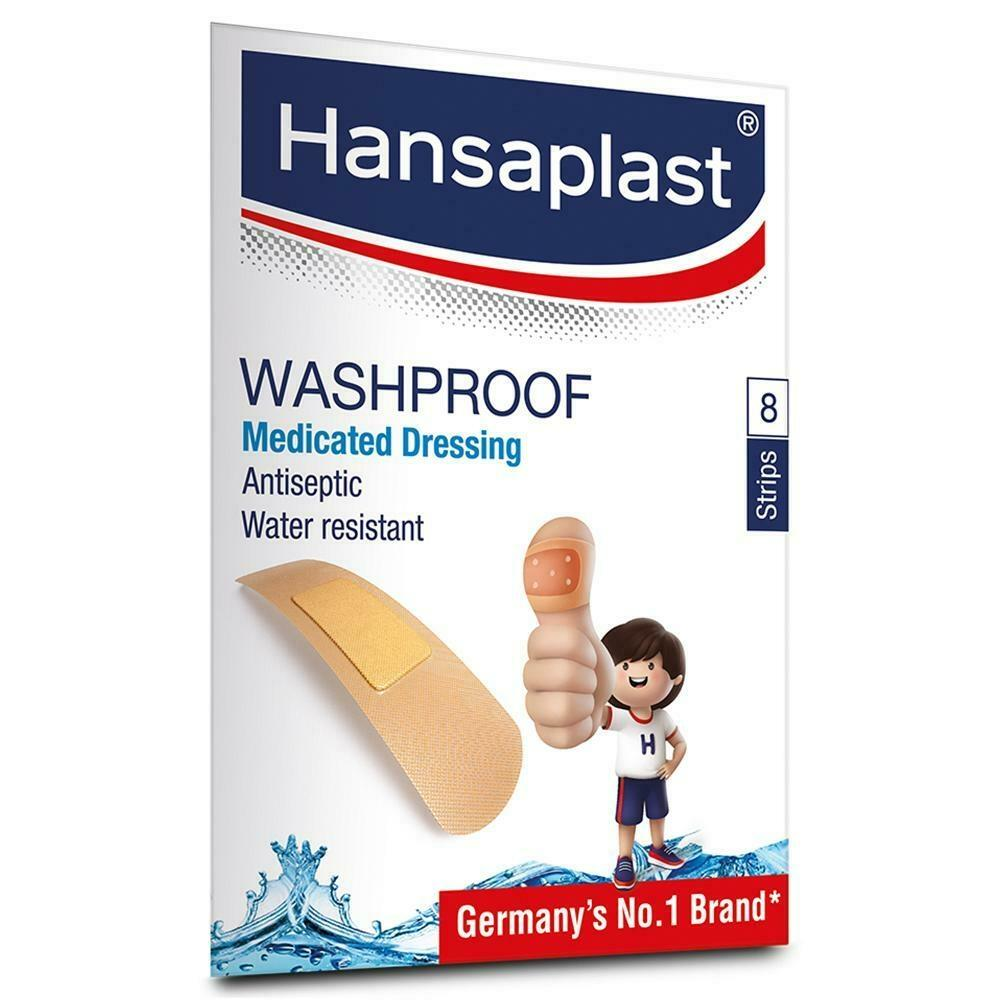 Hansaplast®
WASHPROOF
Medicated Dressing
Antiseptic
Water resistant
8
Strips
H
Germany's No.1 Brand*